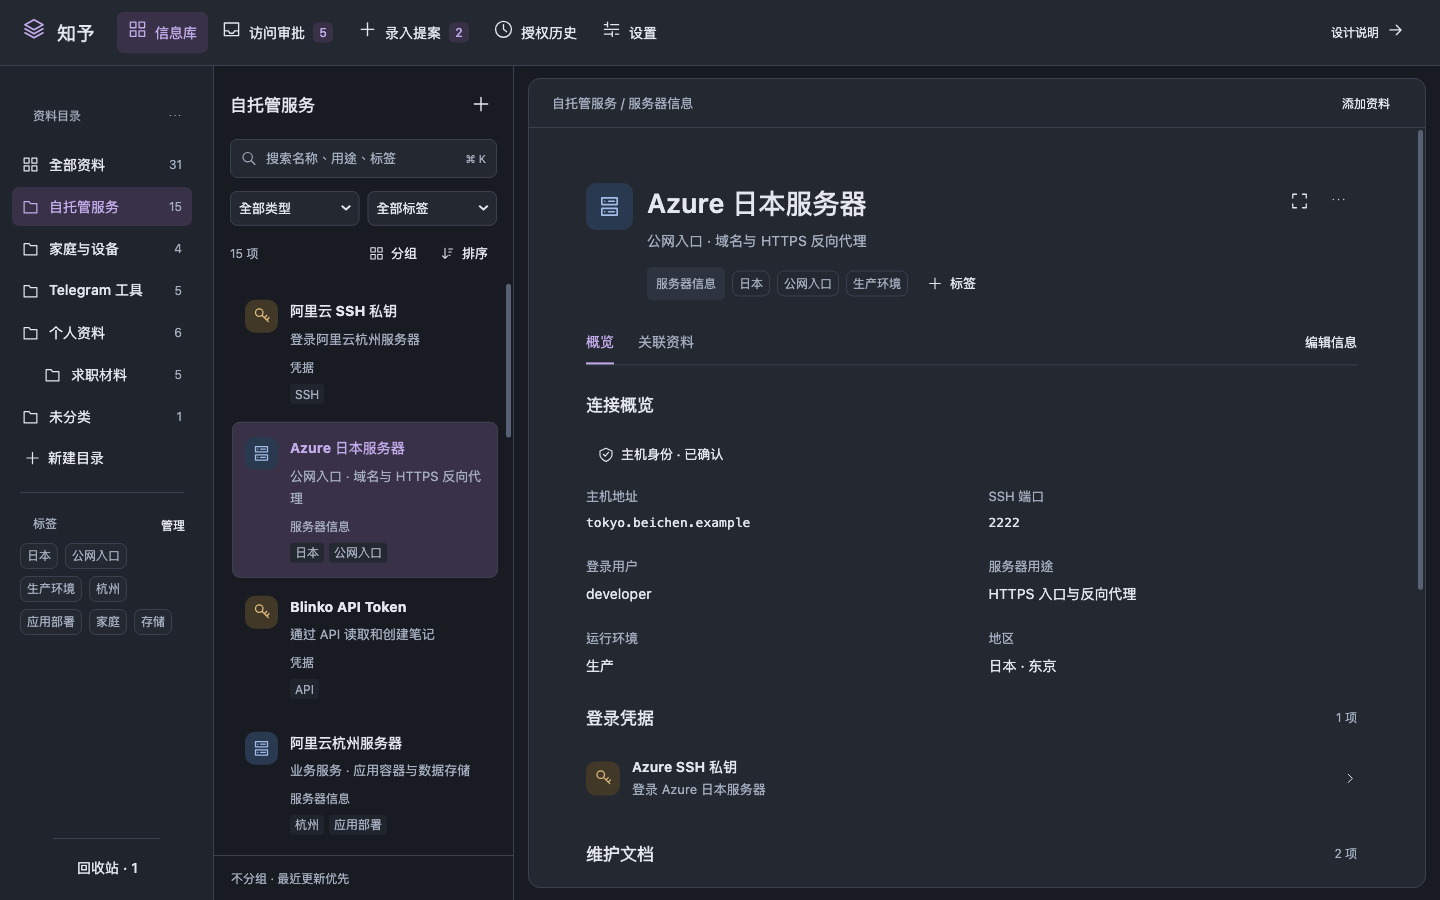 知予
信息库
访问审批 5
录入提案 2
授权历史
设置
设计说明
资料目录
全部资料 31
自托管服务 15
家庭与设备 4
Telegram 工具 5
个人资料 6
求职材料 5
未分类 1
新建目录
标签 管理
日本 公网入口
生产环境 杭州
应用部署 家庭 存储
回收站 · 1
自托管服务
搜索名称、用途、标签 ⌘ K
全部类型 全部标签
15 项 分组 排序
阿里云 SSH 私钥
登录阿里云杭州服务器
凭据
SSH
Azure 日本服务器
公网入口 · 域名与 HTTPS 反向代
理
服务器信息
日本 公网入口
Blinko API Token
通过 API 读取和创建笔记
凭据
API
阿里云杭州服务器
业务服务 · 应用容器与数据存储
服务器信息
杭州 应用部署
不分组 · 最近更新优先
自托管服务 / 服务器信息 添加资料
Azure 日本服务器
公网入口 · 域名与 HTTPS 反向代理
服务器信息 日本 公网入口 生产环境 标签
概览 关联资料 编辑信息
连接概览
主机身份 · 已确认
主机地址 SSH 端口
tokyo.beichen.example 2222
登录用户 服务器用途
developer HTTPS 入口与反向代理
运行环境 地区
生产 日本 · 东京
登录凭据 1 项
Azure SSH 私钥
登录 Azure 日本服务器
维护文档 2 项